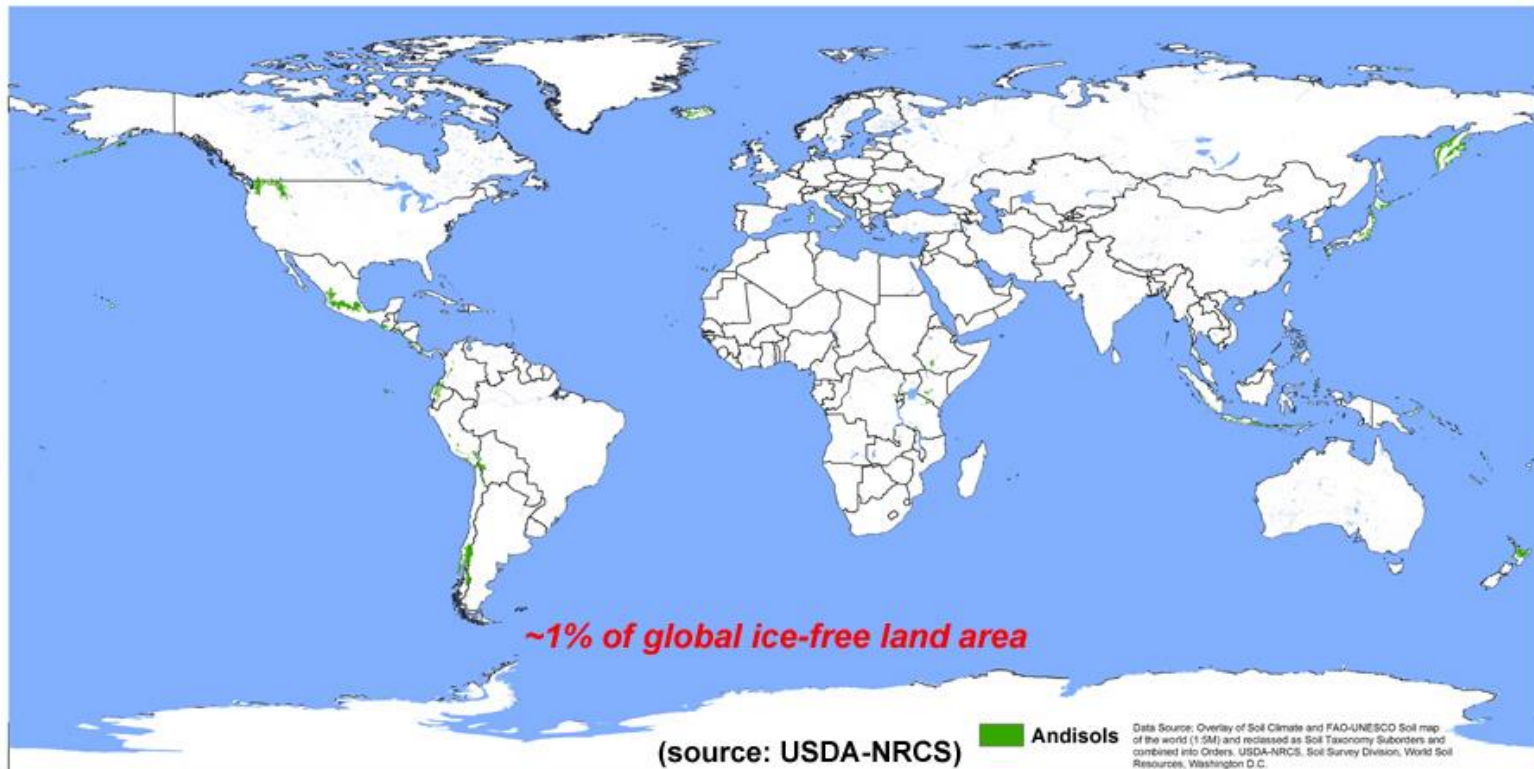 ~1% of global ice-free land area
(source: USDA-NRCS)
Andisols
Data Source: Overlay of Soil Climate and FAO-UNESCO Soil map
of the world (1:5M) and reclassed as Soil Taxonomy Suborders and
combined into Orders. USDA-NRCS, Soil Survey Division, World Soil
Resources, Washington D.C.